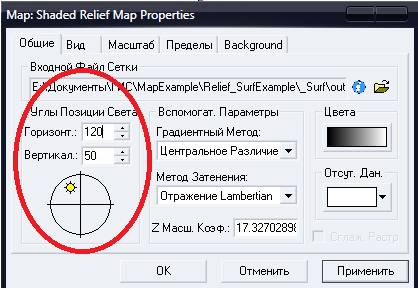 Map: Shaded Relief Map Properties
Общие Вид Масштаб Пределы Background
Входной Файл Сетки
E:\Документы\ГИС\MapExample\Relief_SurfExample\_Surf\out
Углы Позиции Света
Горизонт.: 120
Вертикал.: 50
Вспомогат. Параметры
Градиентный Метод:
Центральное Различие
Метод Затенения:
Отражение Lambertian
Z Масш. Коэф.: 17.32702898
Цвета
Отсут. Дан.
Сглаж. Растр
OK Отменить Применить